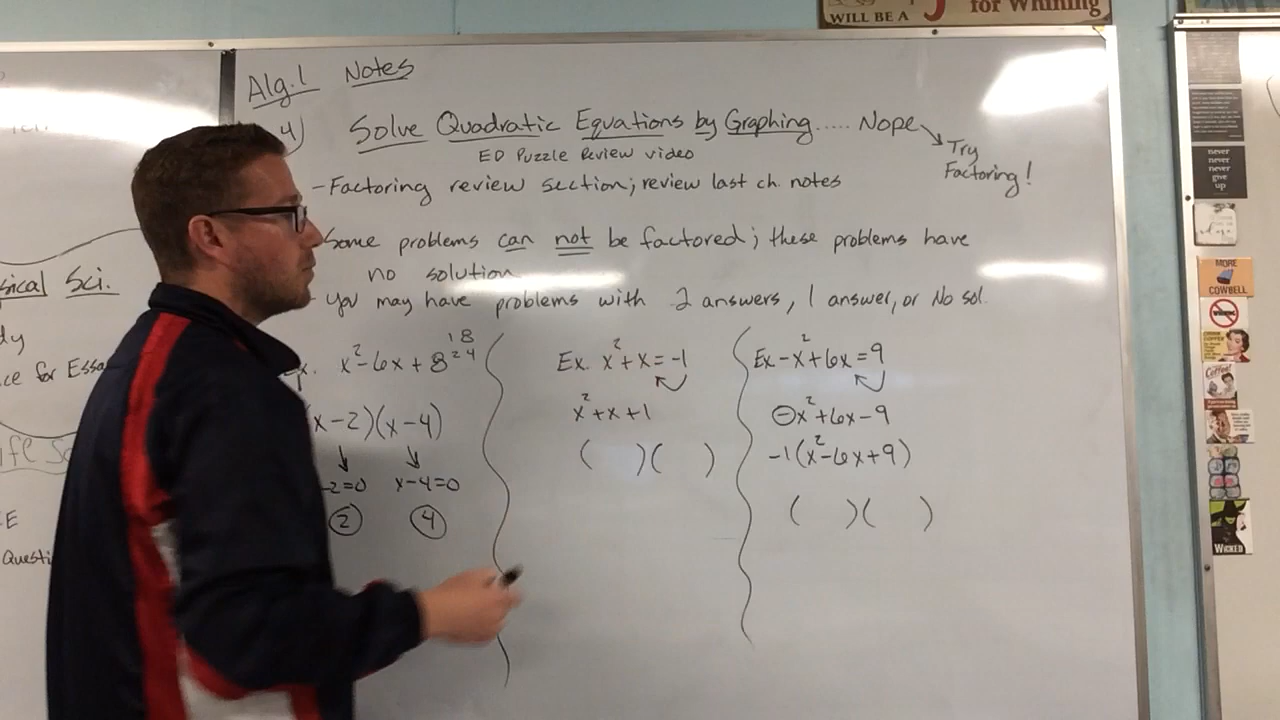 WILL BE A
for Whining
Alg. 1 Notes
4) Solve Quadratic Equations by Graphing..... Nope
Try
Factoring!
ED Puzzle Review video
- Factoring review section; review last ch. notes
Some problems can not be factored; these problems have
no solution
- You may have problems with 2 answers, 1 answer, or No sol.
x²-6x+8
1 8
2 4
(x-2)(x-4)
-2=0 x-4=0
2 4
Ex. x²+x=-1
x²+x+1
( )( )
Ex -x²+6x=9
-x²+6x-9
-1(x²-6x+9)
( )( )
sical Sci.
dy
ce for Essa
ife Sc
E
Questi
never
never
never
give
up
MORE
COWBELL
Coffee!
WICKED